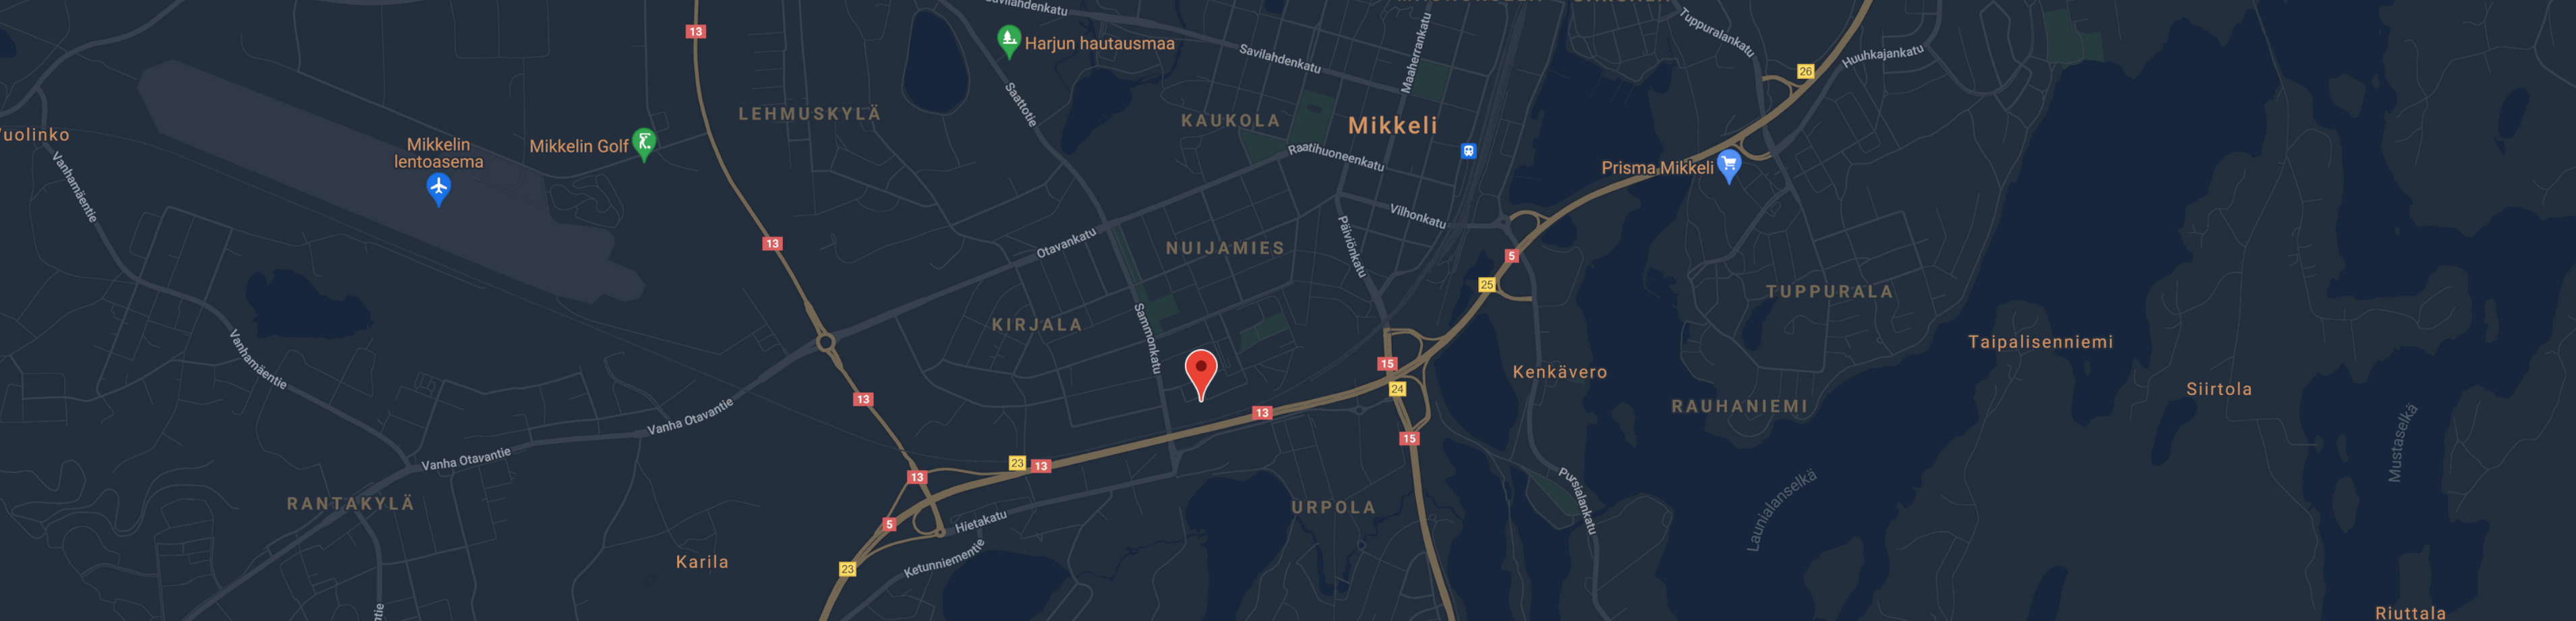 Savilahdenkatu
13
Harjun hautausmaa
Savilahdenkatu
Maaherrankatu
Tuppuralankatu
Huuhkajankatu
26
Saattotie
LEHMUSKYLÄ
KAUKOLA
Mikkeli
Mikkelin
lentoasema
Mikkelin Golf
Raatihuoneenkatu
Prisma Mikkeli
Vanhamäentie
Vilhonkatu
Päiviönkatu
13
Otavankatu
NUIJAMIES
5
25
TUPPURALA
KIRJALA
Sammonkatu
Taipalisenniemi
Vanhamäentie
15
Kenkävero
24
Siirtola
13
Vanha Otavantie
13
RAUHANIEMI
Mustaselkä
15
Vanha Otavantie
23
13
13
RANTAKYLÄ
URPOLA
Pursialankatu
Launialanselkä
5
Hietakatu
Karila
23
Ketunniementie
Riuttala